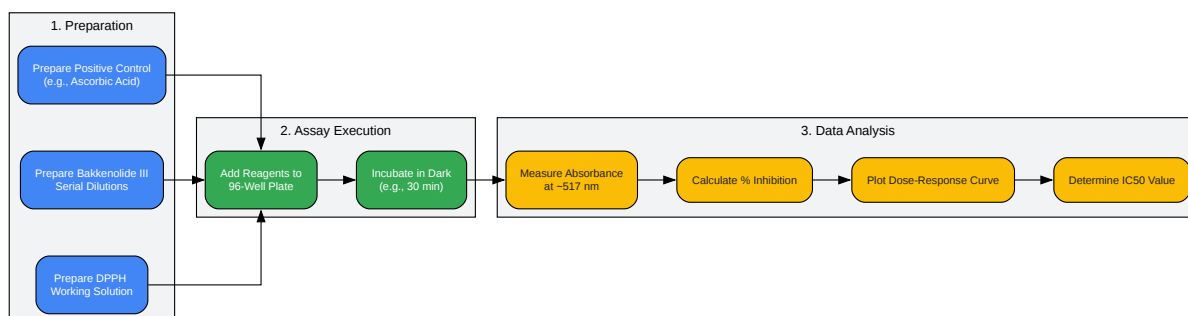 1. Preparation
Prepare Positive Control
(e.g., Ascorbic Acid)
Prepare Bakkenolide III
Serial Dilutions
Prepare DPPH
Working Solution
2. Assay Execution
Add Reagents to
96-Well Plate
Incubate in Dark
(e.g., 30 min)
3. Data Analysis
Measure Absorbance
at ~517 nm
Calculate % Inhibition
Plot Dose-Response Curve
Determine IC50 Value